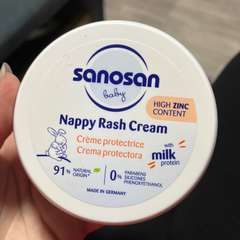 sanosan
baby
HIGH ZINC
CONTENT
Nappy Rash Cream
Crème protectrice
Crema protectora
with
milk
protein
91%
NATURAL
ORIGIN*
0%
PARABENS
SILICONES
PHENOXYETHANOL
MADE IN GERMANY